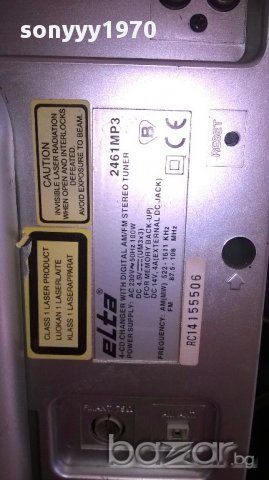 sonyyy1970
CAUTION
INVISIBLE LASER RADIATION
WHEN OPEN AND INTERLOCKS
DEFEATED.
AVOID EXPOSURE TO BEAM
CLASS 1 LASER PRODUCT
LUOKAN 1 LASERLAITE
KLASS 1 LASERAPPARAT
elta
2461MP3
4-CD CHANGER WITH DIGITAL AM/FM STEREO TUNER
POWER SUPPLY: AC 230V ~ 50Hz 100W
(FOR MEMORY BACK-UP)
FREQUENCY: AM(MW)
FM 87.5 - 108 MHz
B
CE
RC14155506
RESET
bazar.bg